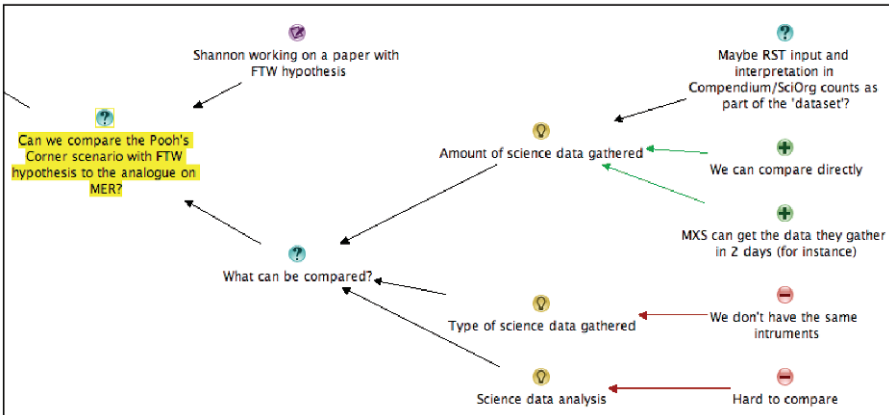 Shannon working on a paper with
FTW hypothesis
Maybe RST input and
interpretation in
Compendium/SciOrg counts as
part of the 'dataset'?
Can we compare the Pooh's
Corner scenario with FTW
hypothesis to the analogue on
MER?
Amount of science data gathered
We can compare directly
MXS can get the data they gather
in 2 days (for instance)
What can be compared?
Type of science data gathered
We don't have the same
intruments
Science data analysis
Hard to compare